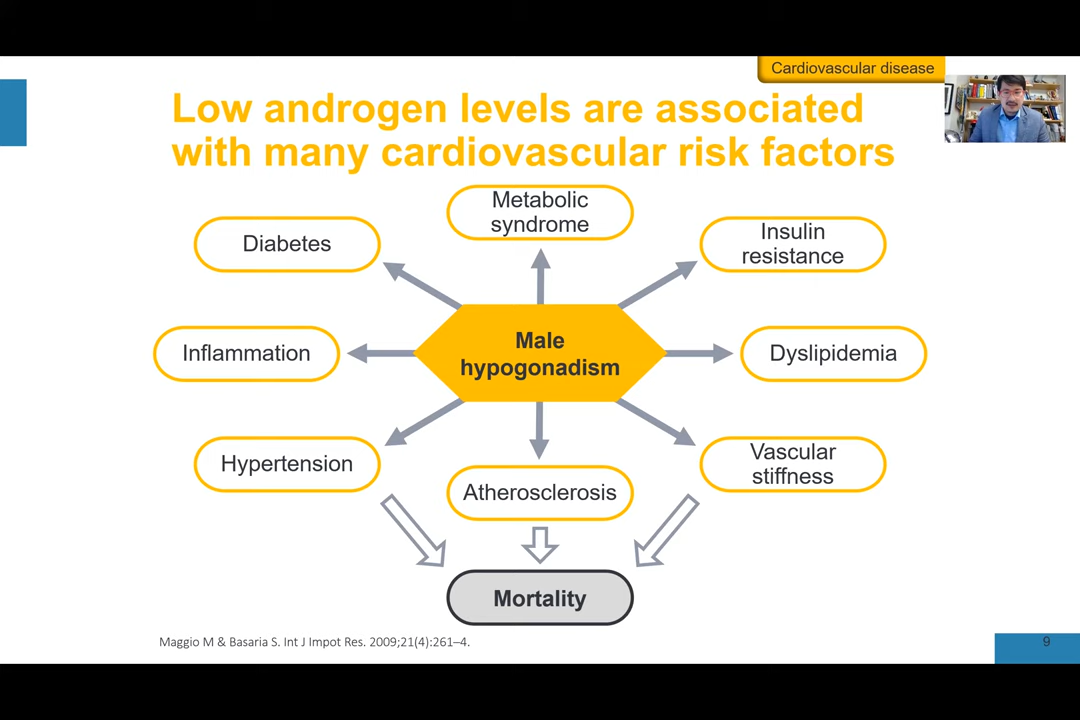 Cardiovascular disease
Low androgen levels are associated
with many cardiovascular risk factors
Metabolic
syndrome
Diabetes
Insulin
resistance
Inflammation
Male
hypogonadism
Dyslipidemia
Hypertension
Atherosclerosis
Vascular
stiffness
Mortality
Maggio M & Basaria S. Int J Impot Res. 2009;21(4):261–4.
9